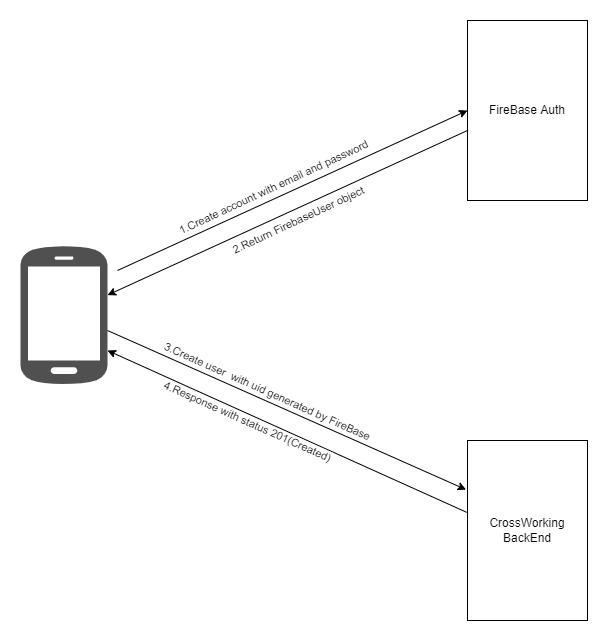 FireBase Auth
1.Create account with email and password
2.Return FirebaseUser object
3.Create user  with uid generated by FireBase
4.Response with status 201(Created)
CrossWorking
BackEnd